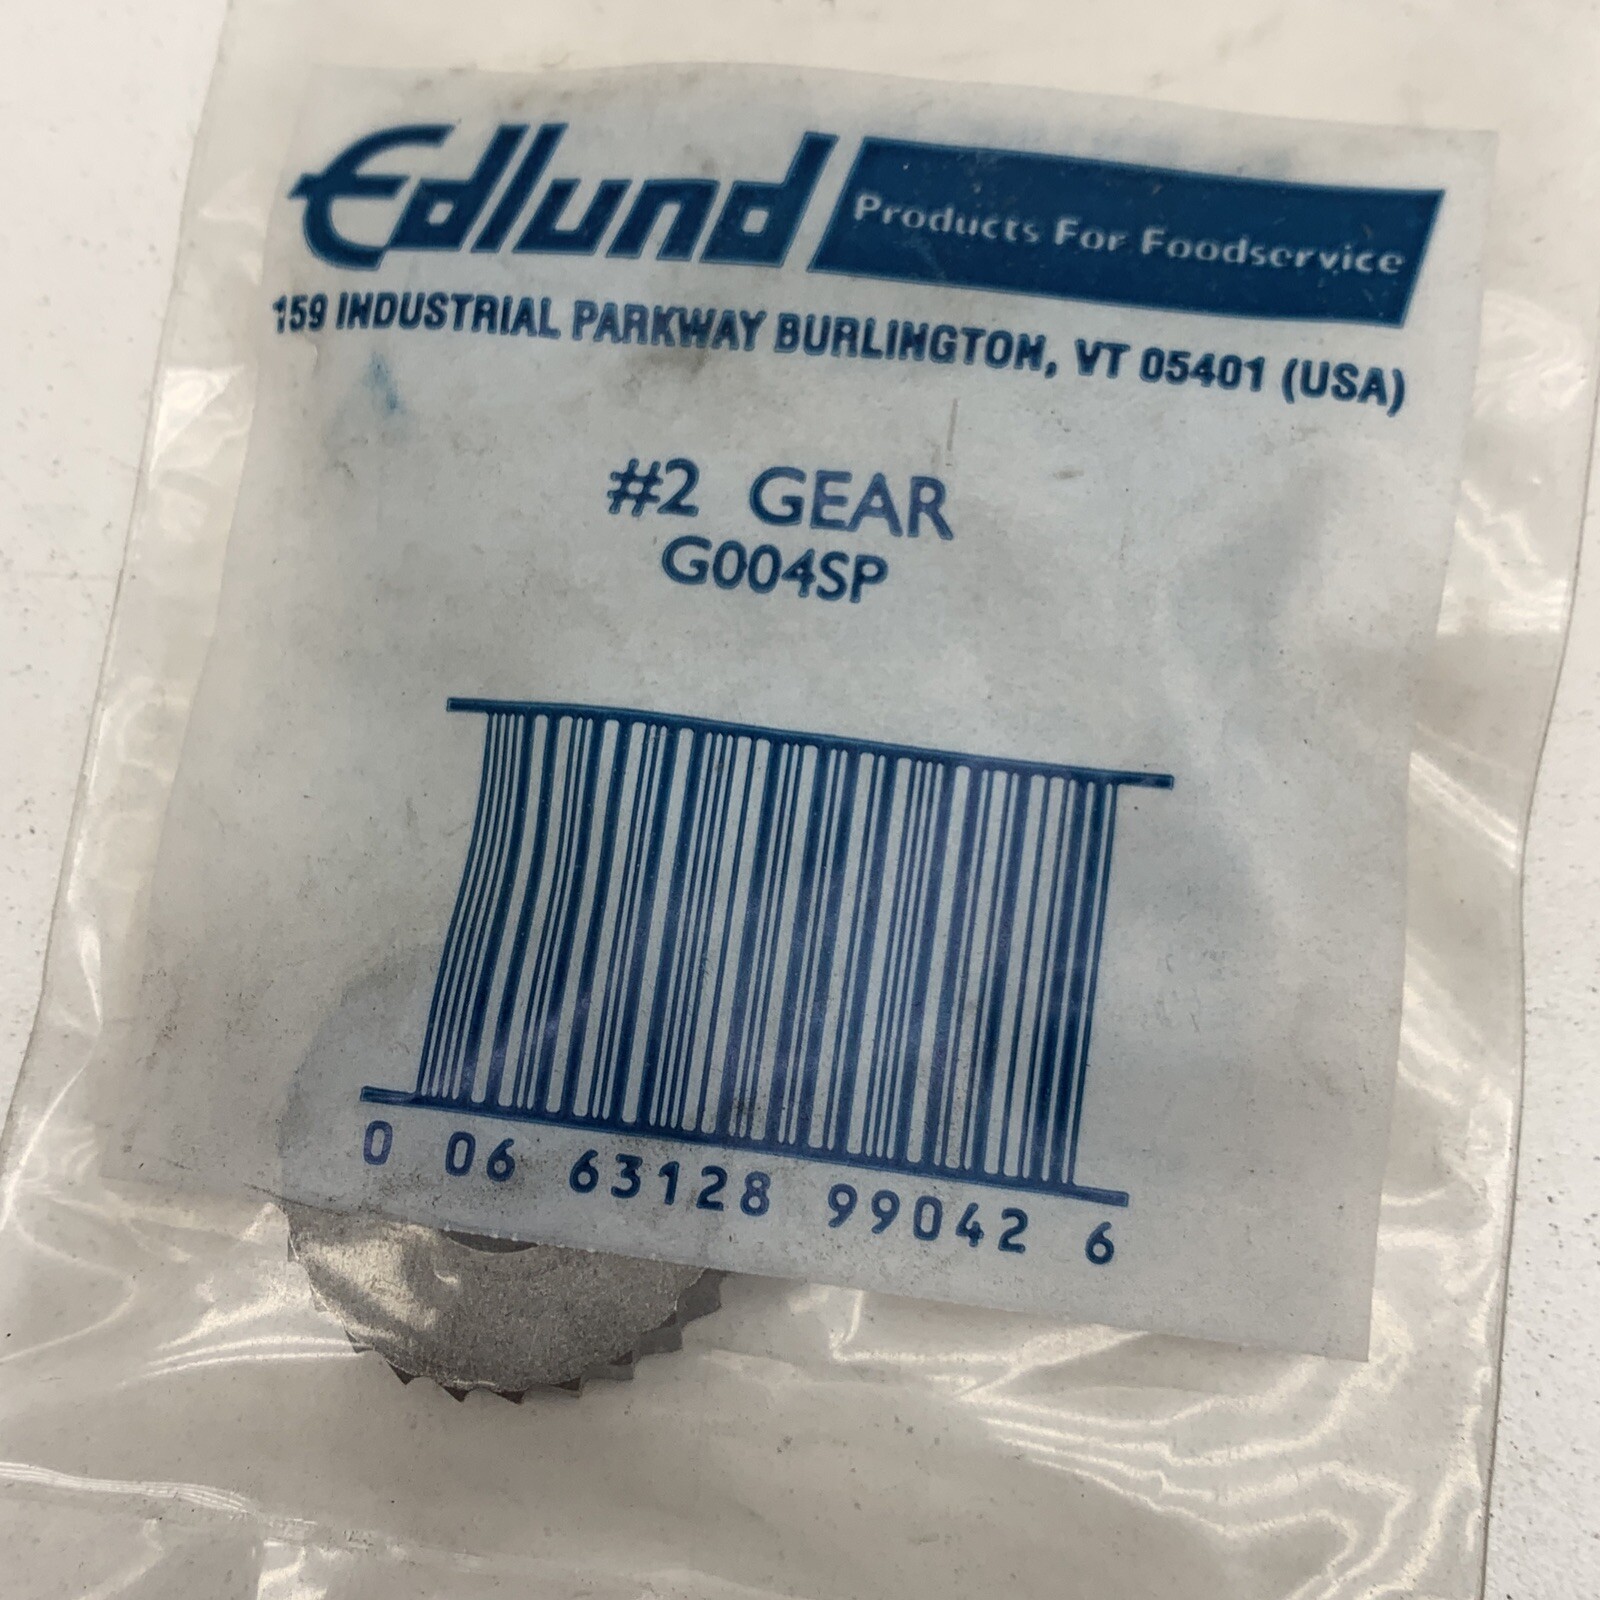 Edlund Products For Foodservice
159 INDUSTRIAL PARKWAY BURLINGTON, VT 05401 (USA)
#2 GEAR
G004SP
0 06 63128 99042 6